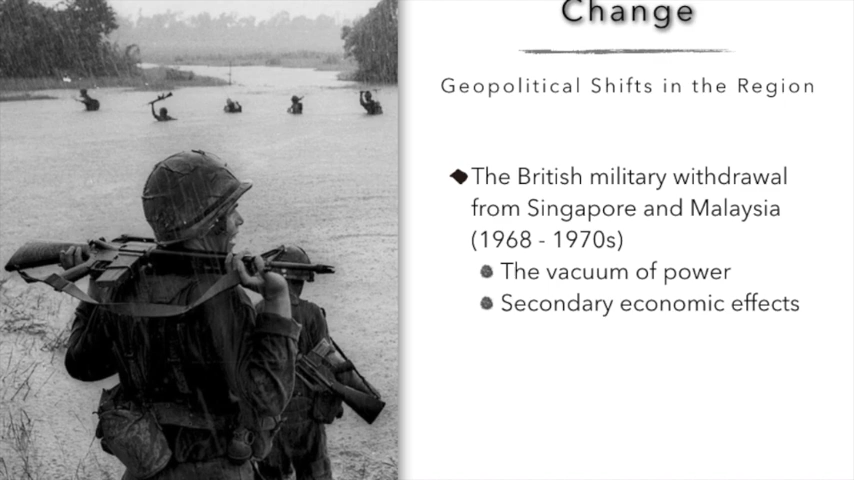 Change
Geopolitical Shifts in the Region
The British military withdrawal
from Singapore and Malaysia
(1968 - 1970s)
The vacuum of power
Secondary economic effects